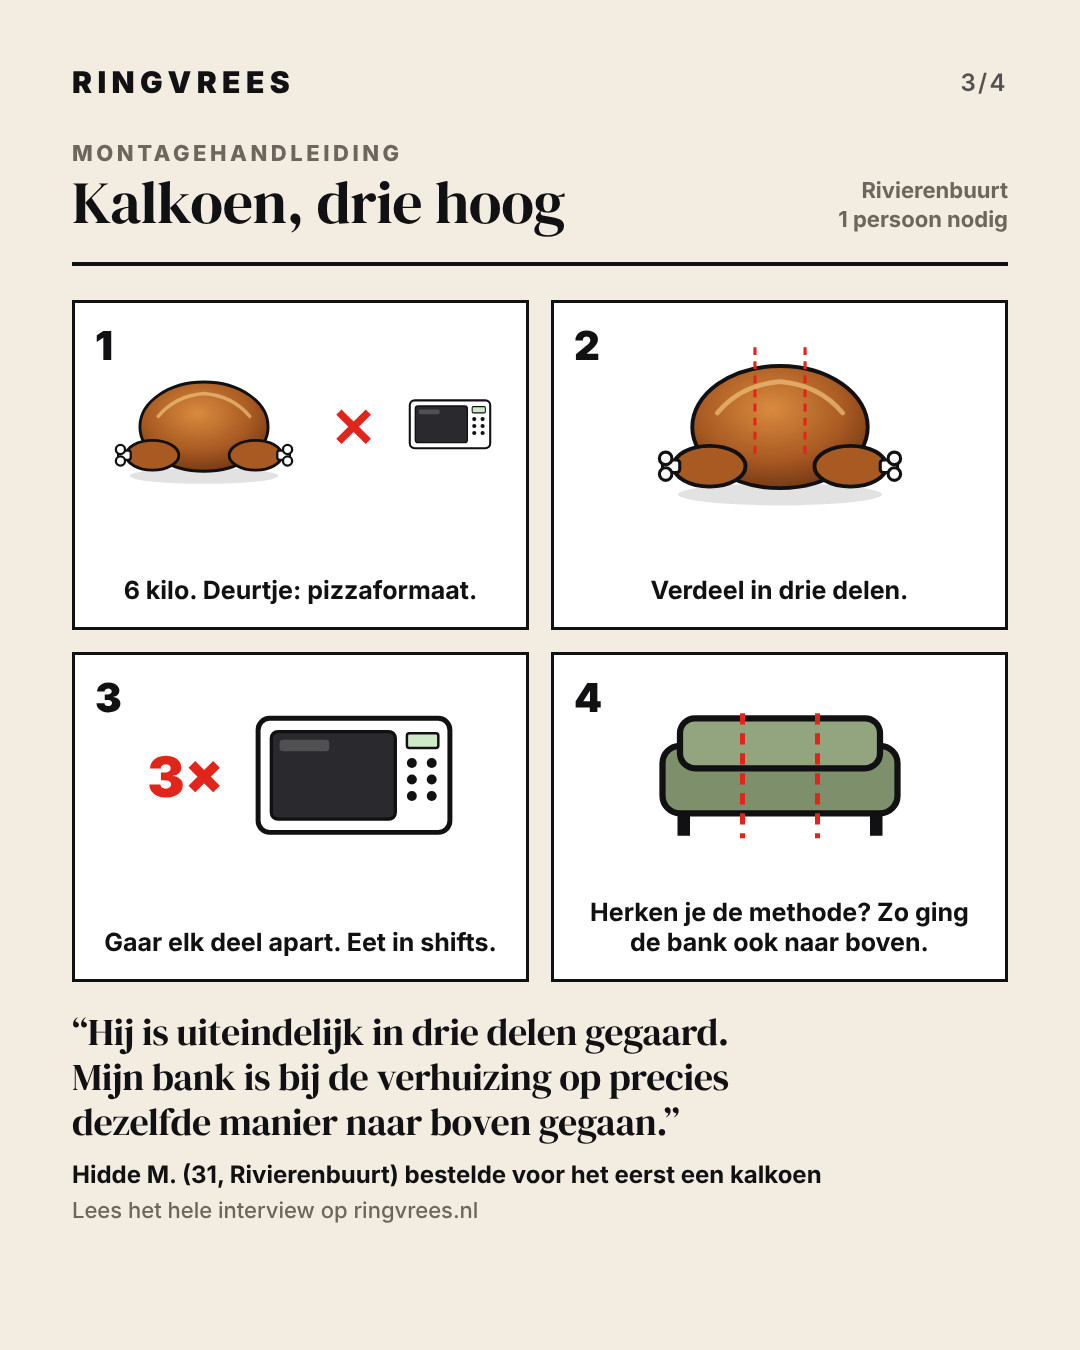 RINGVREES
3/4
MONTAGEHANDLEIDING
Kalkoen, drie hoog
Rivierenbuurt
1 persoon nodig
1
6 kilo. Deurtje: pizzaformaat.
2
Verdeel in drie delen.
3
3×
Gaar elk deel apart. Eet in shifts.
4
Herken je de methode? Zo ging
de bank ook naar boven.
“Hij is uiteindelijk in drie delen gegaard.
Mijn bank is bij de verhuizing op precies
dezelfde manier naar boven gegaan.”
Hidde M. (31, Rivierenbuurt) bestelde voor het eerst een kalkoen
Lees het hele interview op ringvrees.nl